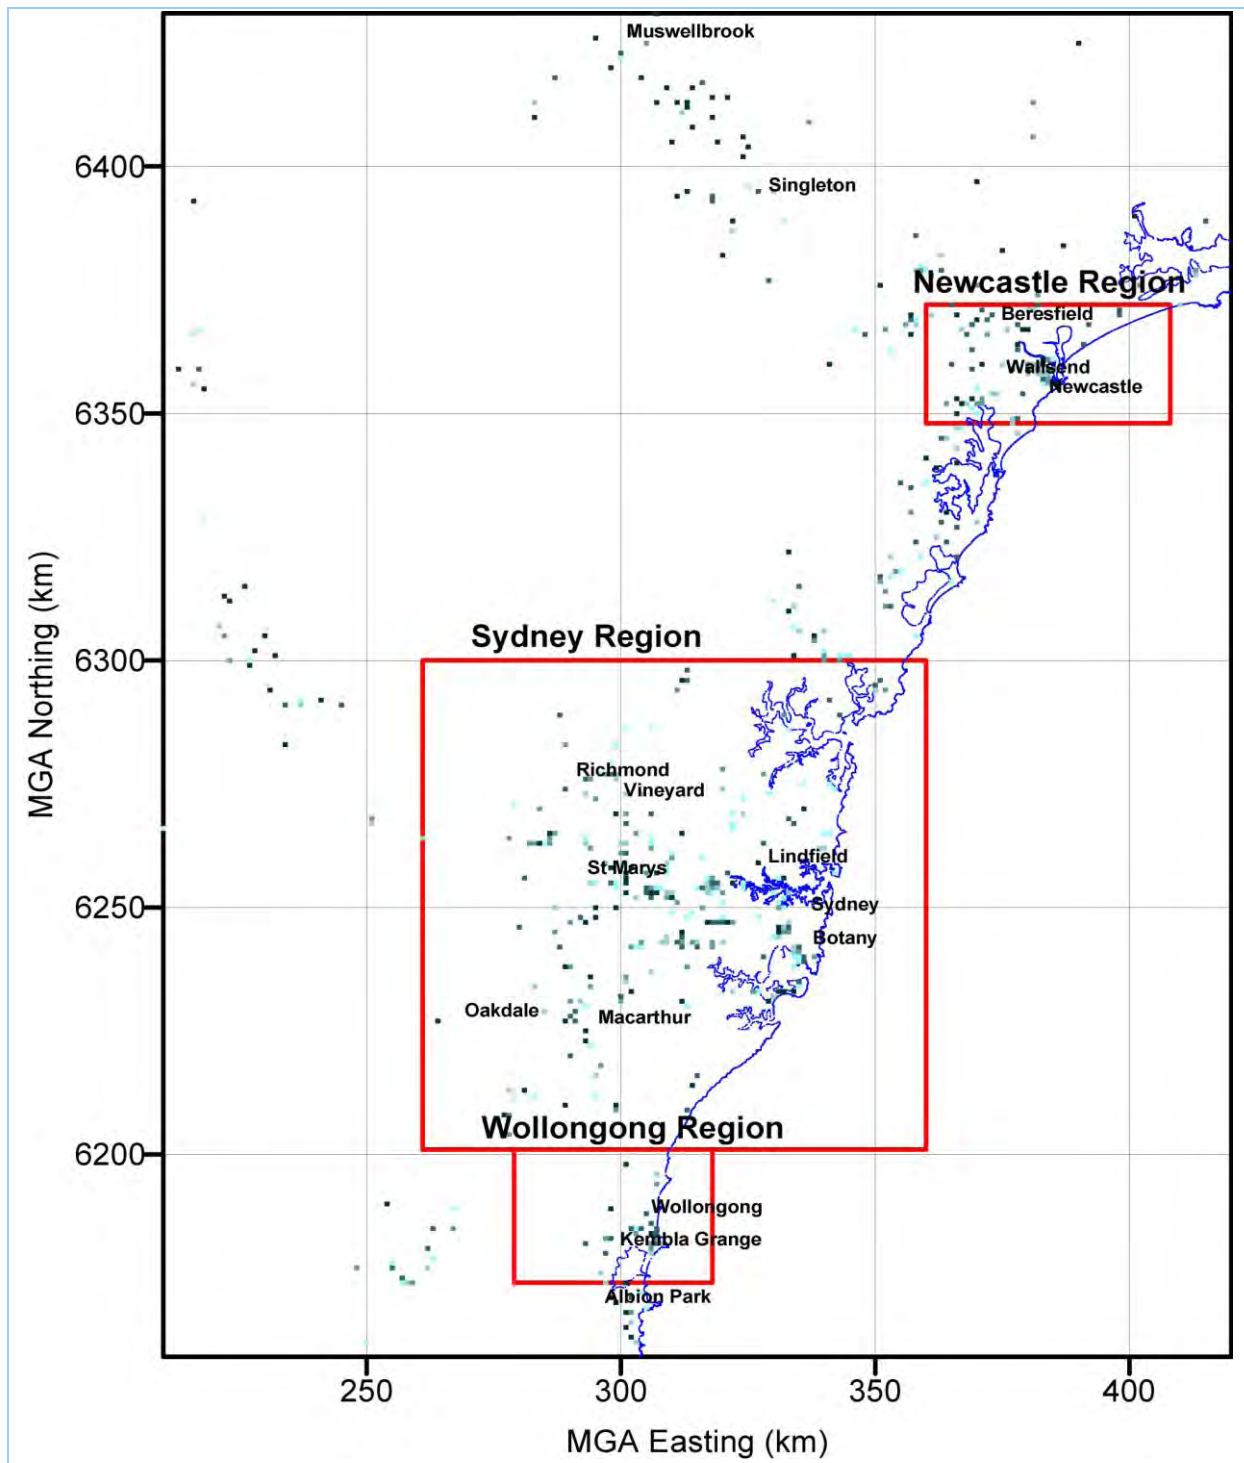 Muswellbrook
6400
Singleton
Newcastle Region
Beresfield
Wallsend
Newcastle
6350
MGA Northing (km)
Sydney Region
6300
Richmond
Vineyard
Lindfield
St Marys
6250
Sydney
Botany
Oakdale
Macarthur
Wollongong Region
6200
Wollongong
Kembla Grange
Albion Park
250
300
350
400
MGA Easting (km)